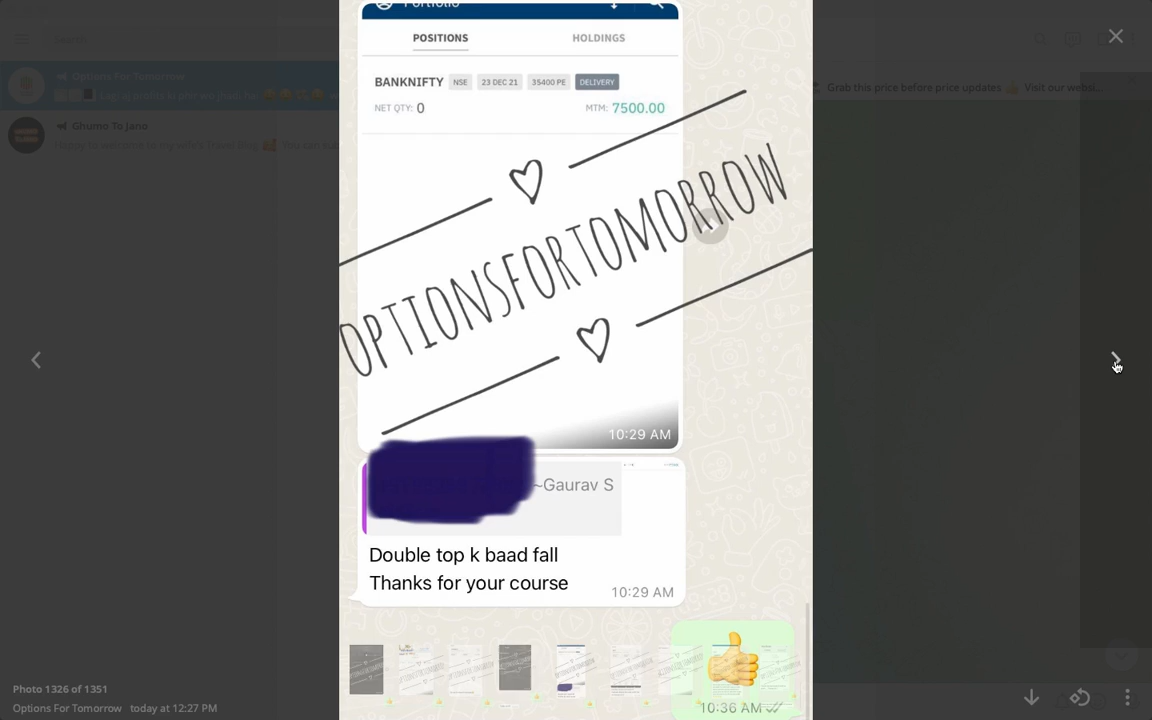 Portfolio
POSITIONS HOLDINGS
BANKNIFTY NSE 23 DEC 21 35400 PE DELIVERY
NET QTY: 0 MTM: 7500.00
OPTIONSFORTOMORROW
10:29 AM
~Gaurav S
Double top k baad fall
Thanks for your course
10:29 AM
10:36 AM
Options For Tomorrow
Ghumo To Jano
Grab this price before price updates
Visit our websi...
Photo 1326 of 1351
Options For Tomorrow today at 12:27 PM